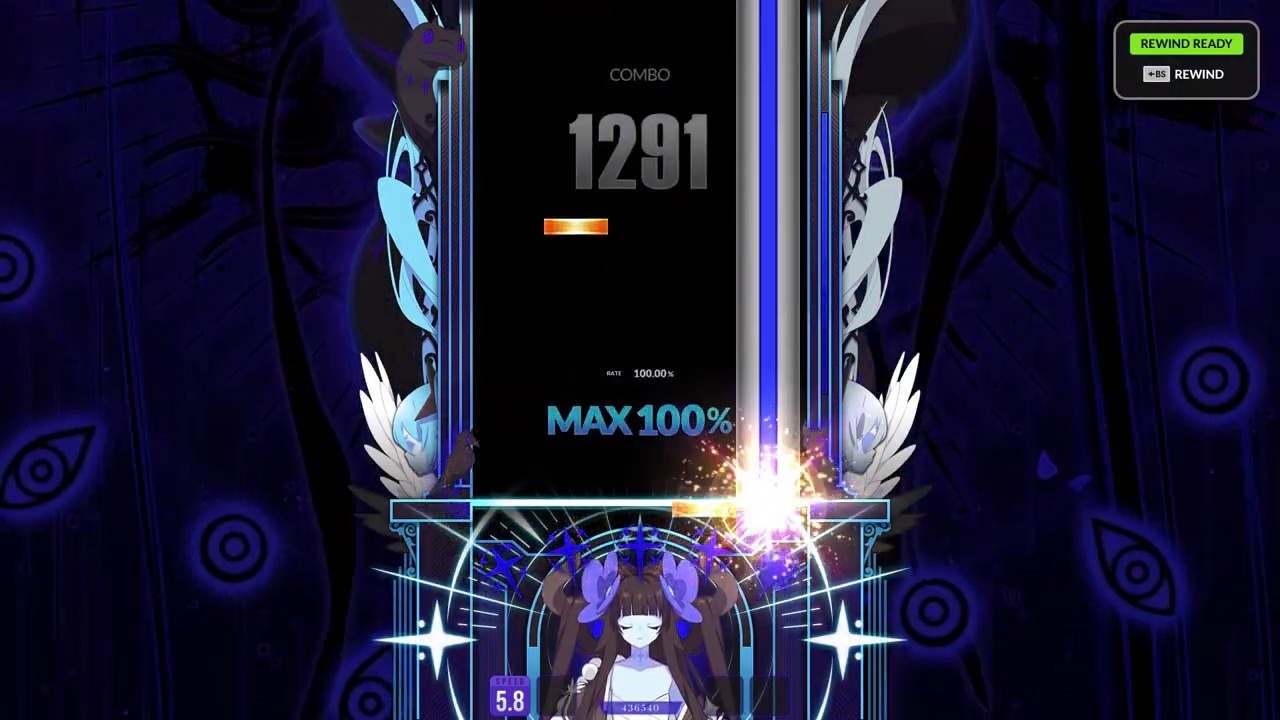 COMBO
1291
REWIND READY
←BS REWIND
RATE 100.00%
MAX 100%
SPEED
5.8
436540